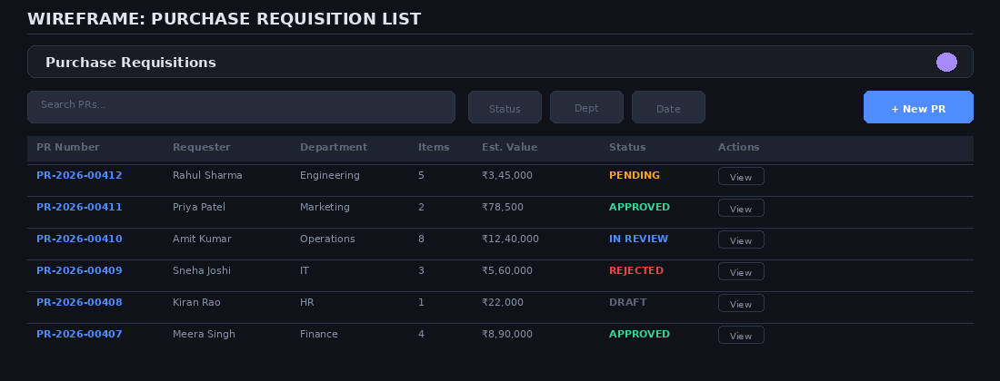 WIREFRAME: PURCHASE REQUISITION LIST
Purchase Requisitions
Search PRs... Status Dept Date + New PR
PR Number Requester Department Items Est. Value Status Actions
PR-2026-00412 Rahul Sharma Engineering 5 ₹3,45,000 PENDING View
PR-2026-00411 Priya Patel Marketing 2 ₹78,500 APPROVED View
PR-2026-00410 Amit Kumar Operations 8 ₹12,40,000 IN REVIEW View
PR-2026-00409 Sneha Joshi IT 3 ₹5,60,000 REJECTED View
PR-2026-00408 Kiran Rao HR 1 ₹22,000 DRAFT View
PR-2026-00407 Meera Singh Finance 4 ₹8,90,000 APPROVED View